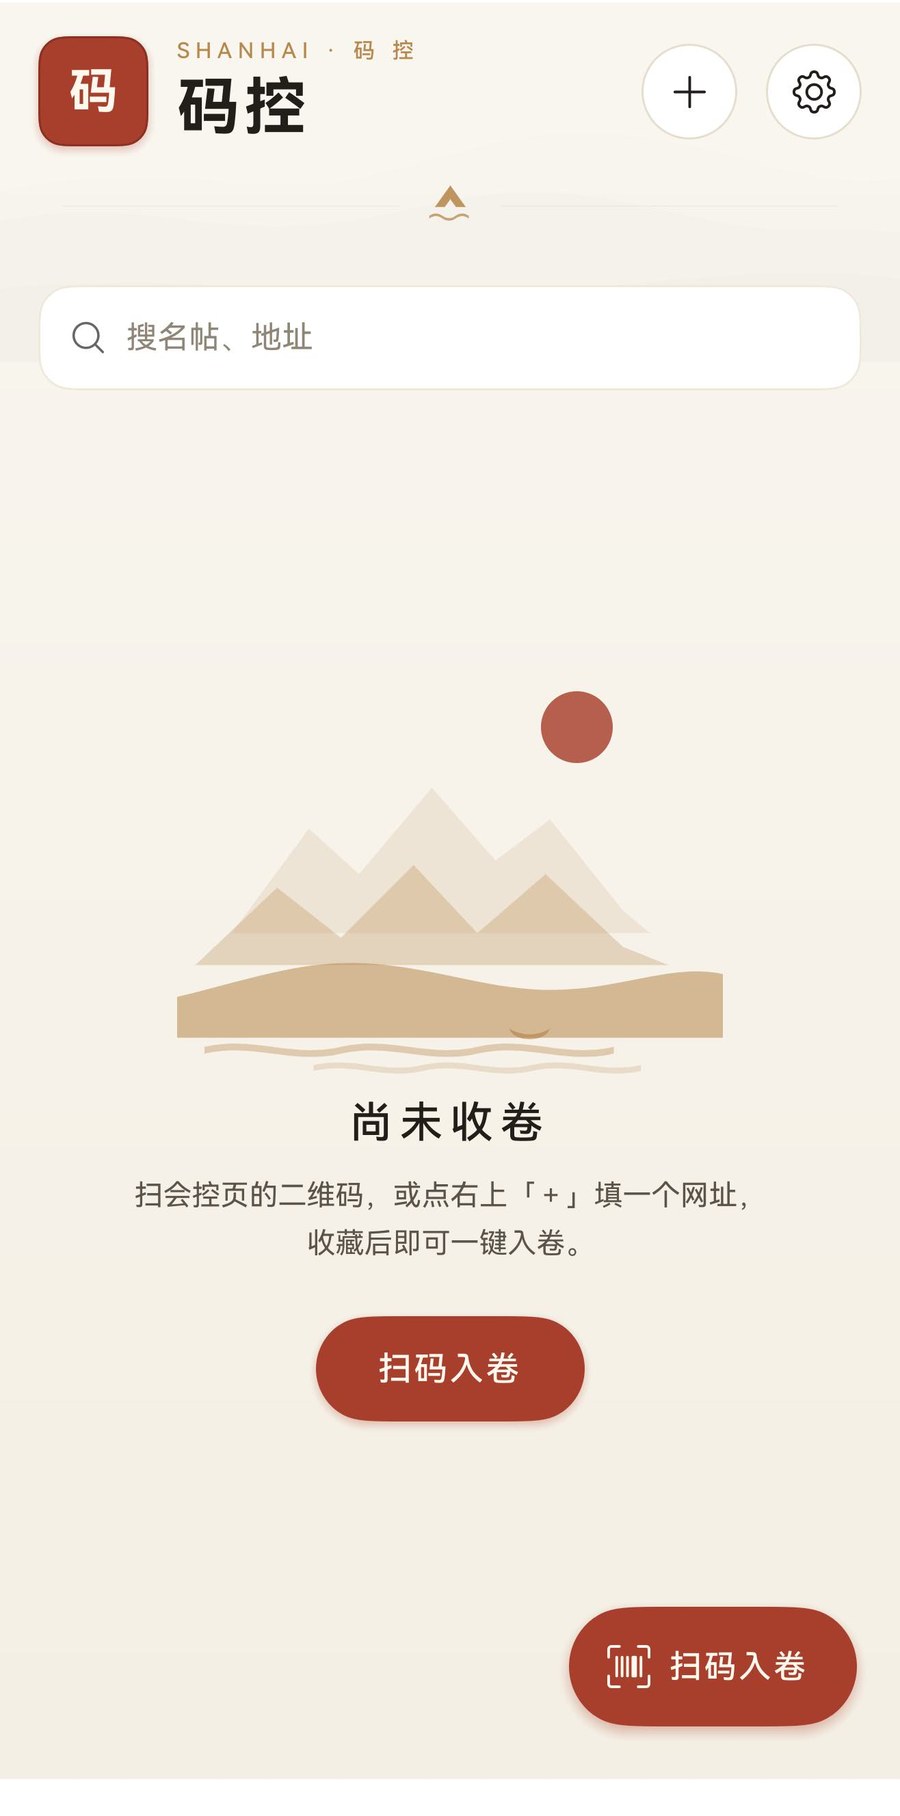 码
SHANHAI · 码 控
码控
搜名帖、地址
尚未收卷
扫会控页的二维码，或点右上「+」填一个网址，
收藏后即可一键入卷。
扫码入卷
扫码入卷